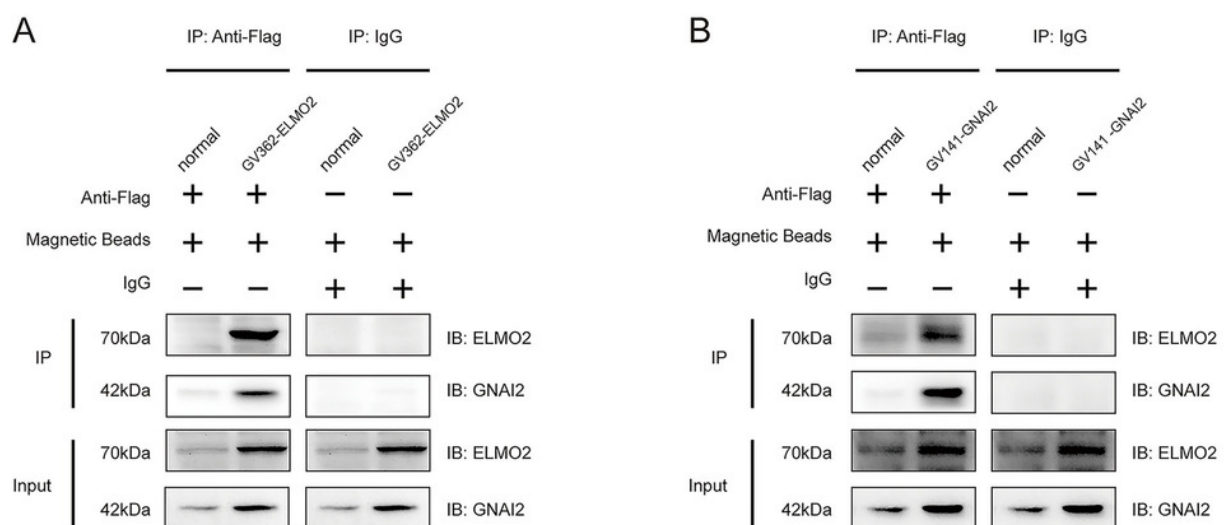 A
IP: Anti-Flag IP: IgG
normal GV362-ELMO2 normal GV362-ELMO2
Anti-Flag + + − −
Magnetic Beads + + + +
IgG − − + +
IP
70kDa IB: ELMO2
42kDa IB: GNAI2
Input
70kDa IB: ELMO2
42kDa IB: GNAI2
B
IP: Anti-Flag IP: IgG
normal GV141-GNAI2 normal GV141-GNAI2
Anti-Flag + + − −
Magnetic Beads + + + +
IgG − − + +
IP
70kDa IB: ELMO2
42kDa IB: GNAI2
Input
70kDa IB: ELMO2
42kDa IB: GNAI2